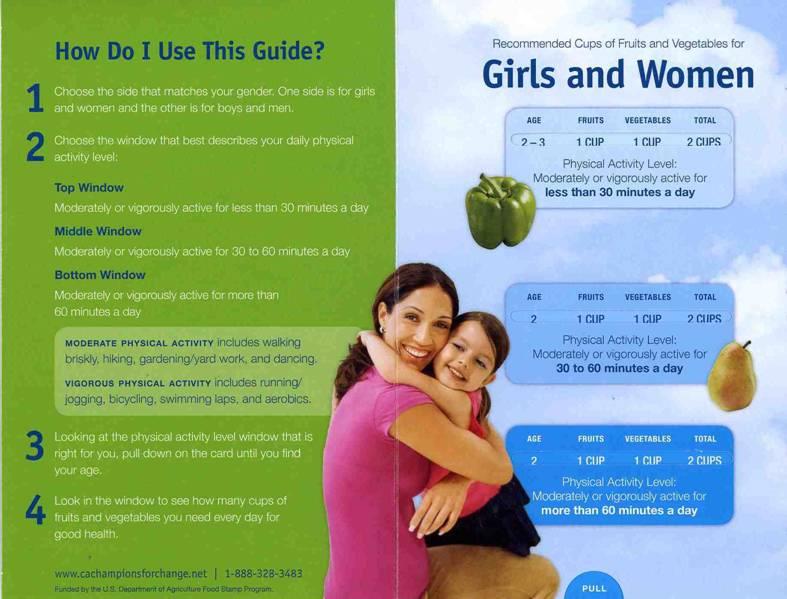 How Do I Use This Guide?
1 Choose the side that matches your gender. One side is for girls
and women and the other is for boys and men.
2 Choose the window that best describes your daily physical
activity level:
Top Window
Moderately or vigorously active for less than 30 minutes a day
Middle Window
Moderately or vigorously active for 30 to 60 minutes a day
Bottom Window
Moderately or vigorously active for more than
60 minutes a day
MODERATE PHYSICAL ACTIVITY includes walking
briskly, hiking, gardening/yard work, and dancing.
VIGOROUS PHYSICAL ACTIVITY includes running/
jogging, bicycling, swimming laps, and aerobics.
3 Looking at the physical activity level window that is
right for you, pull down on the card until you find
your age.
4 Look in the window to see how many cups of
fruits and vegetables you need every day for
good health.
www.cachampionsforchange.net | 1-888-328-3483
Funded by the U.S. Department of Agriculture Food Stamp Program.
Recommended Cups of Fruits and Vegetables for
Girls and Women
AGE FRUITS VEGETABLES TOTAL
2 – 3 1 CUP 1 CUP 2 CUPS
Physical Activity Level:
Moderately or vigorously active for
less than 30 minutes a day
AGE FRUITS VEGETABLES TOTAL
2 1 CUP 1 CUP 2 CUPS
Physical Activity Level:
Moderately or vigorously active for
30 to 60 minutes a day
AGE FRUITS VEGETABLES TOTAL
2 1 CUP 1 CUP 2 CUPS
Physical Activity Level:
Moderately or vigorously active for
more than 60 minutes a day
PULL